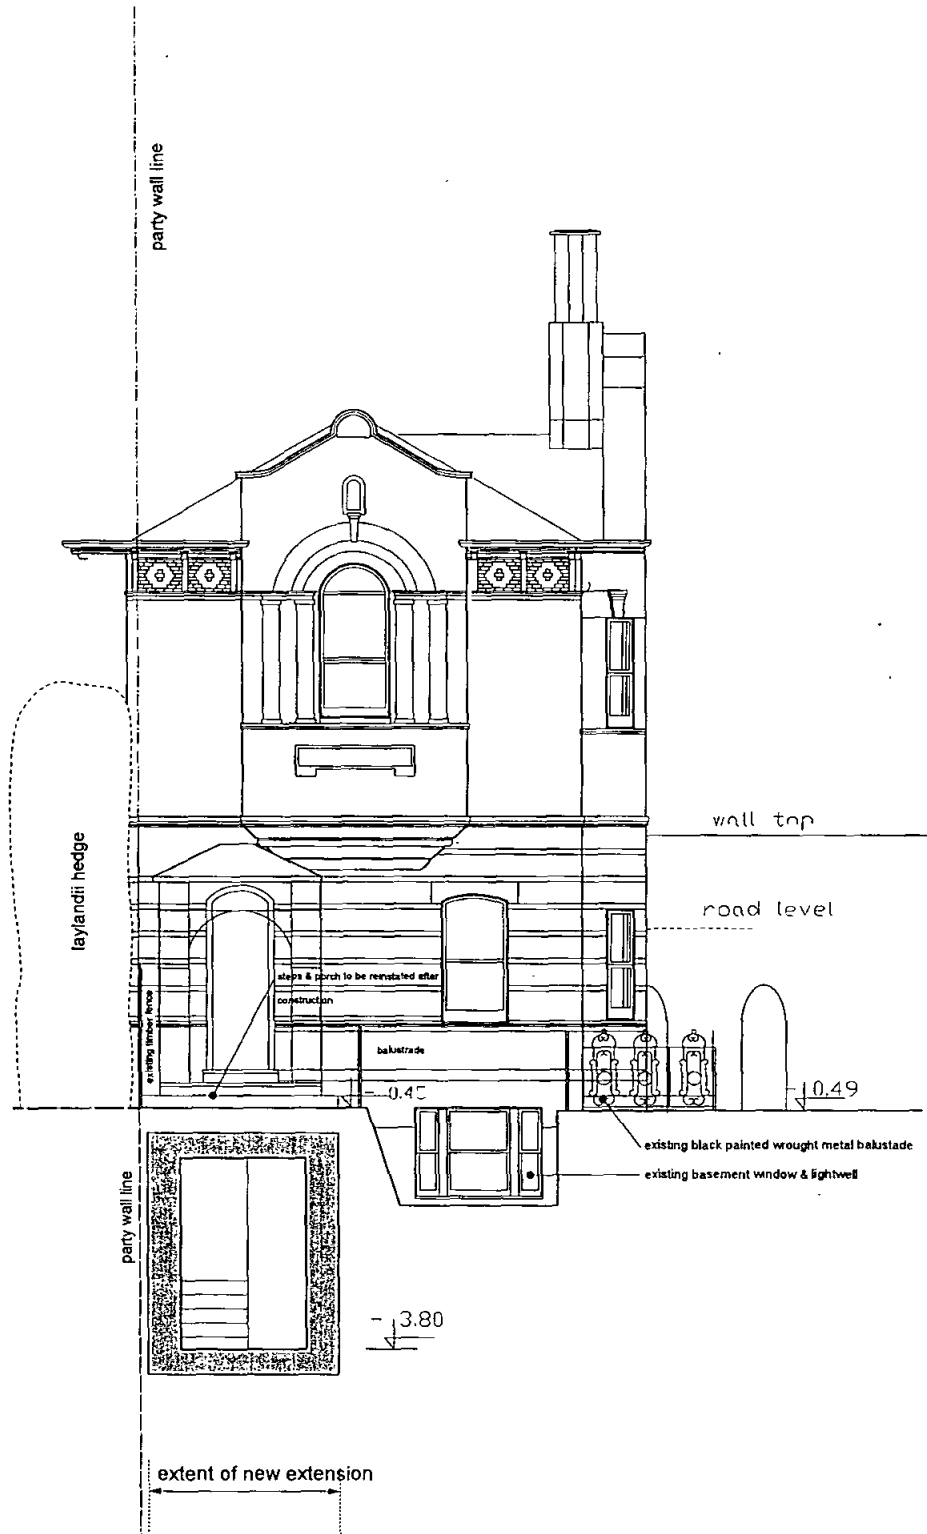 party wall line
wall top
road level
laylandii hedge
steps & porch to be reinstated after
construction
existing timber fence
balustrade
-0.45
-0.49
existing black painted wrought metal balustade
existing basement window & lightwell
party wall line
-3.80
extent of new extension